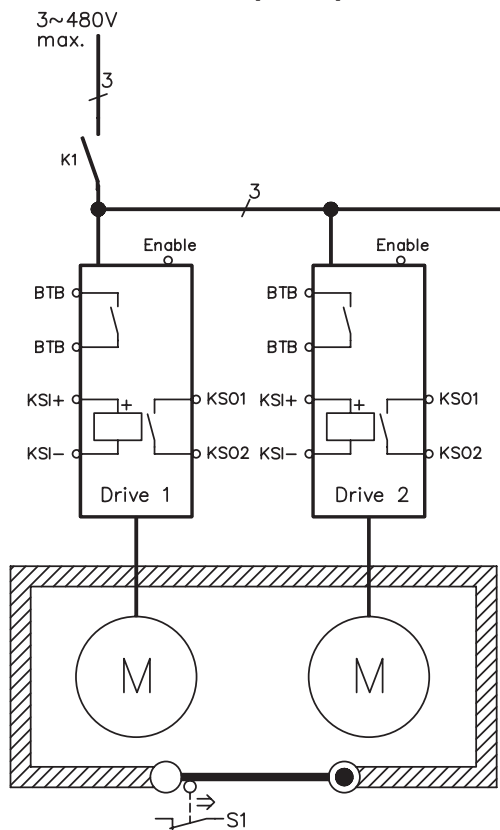 3~480V
max.
3
K1
3
Enable
Enable
BTB
BTB
BTB
BTB
KSI+
+
KSO1
KSI+
+
KSO1
KSI-
KSO2
KSI-
KSO2
Drive 1
Drive 2
M
M
S1